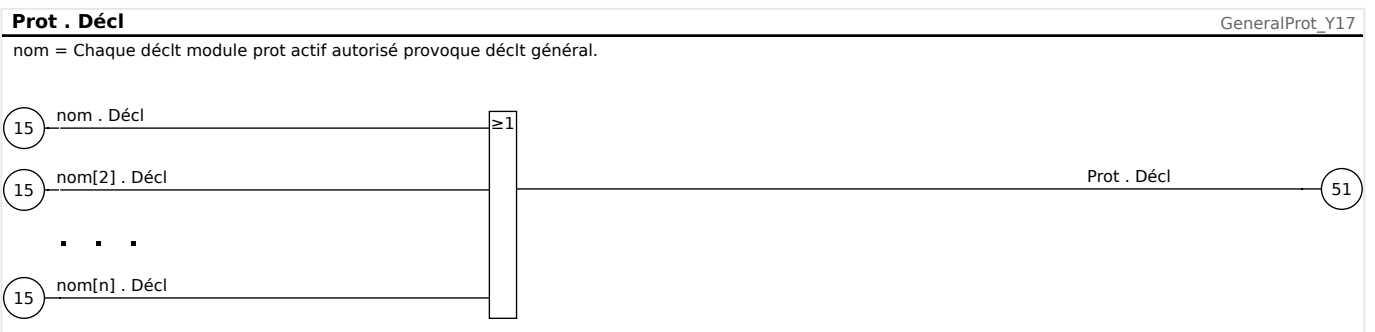 Prot . Décl
GeneralProt_Y17
nom = Chaque déclt module prot actif autorisé provoque déclt général.
15
nom . Décl
≥1
15
nom[2] . Décl
Prot . Décl
51
. . .
15
nom[n] . Décl